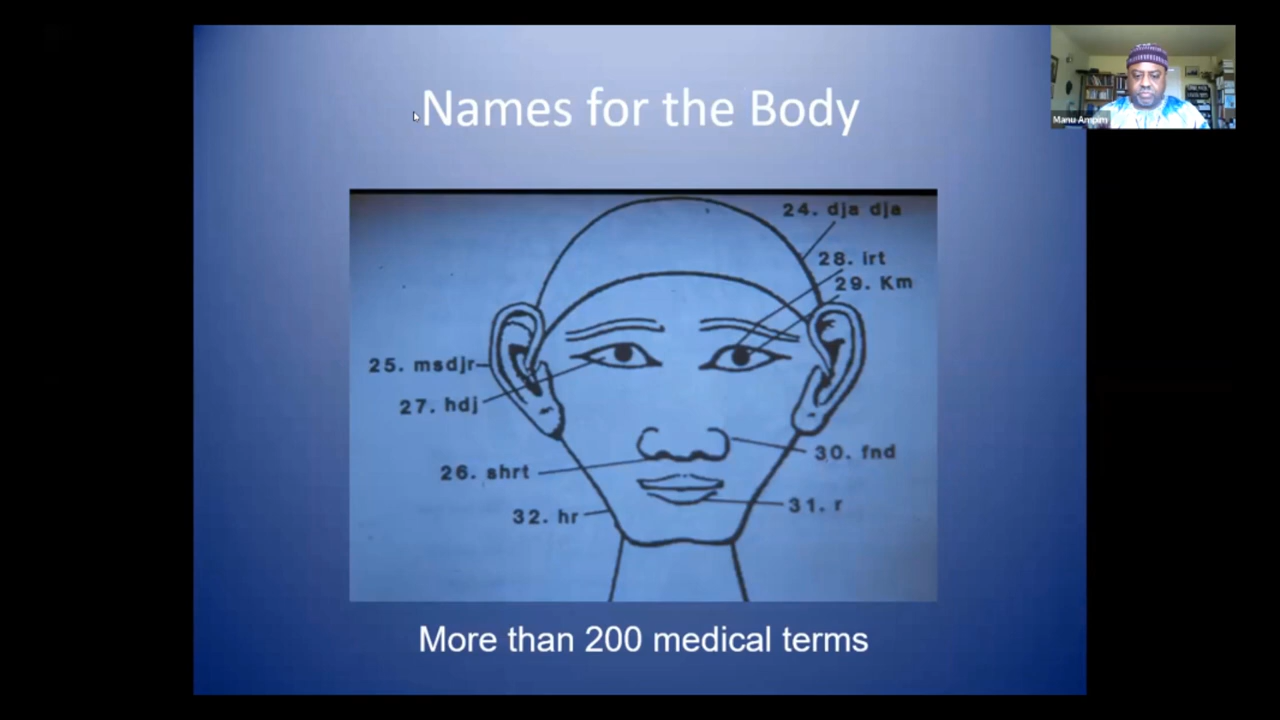 Names for the Body
Manu Ampim
24. dja dja
28. irt
29. Km
25. msdjr
27. hdj
30. fnd
26. shrt
31. r
32. hr
More than 200 medical terms